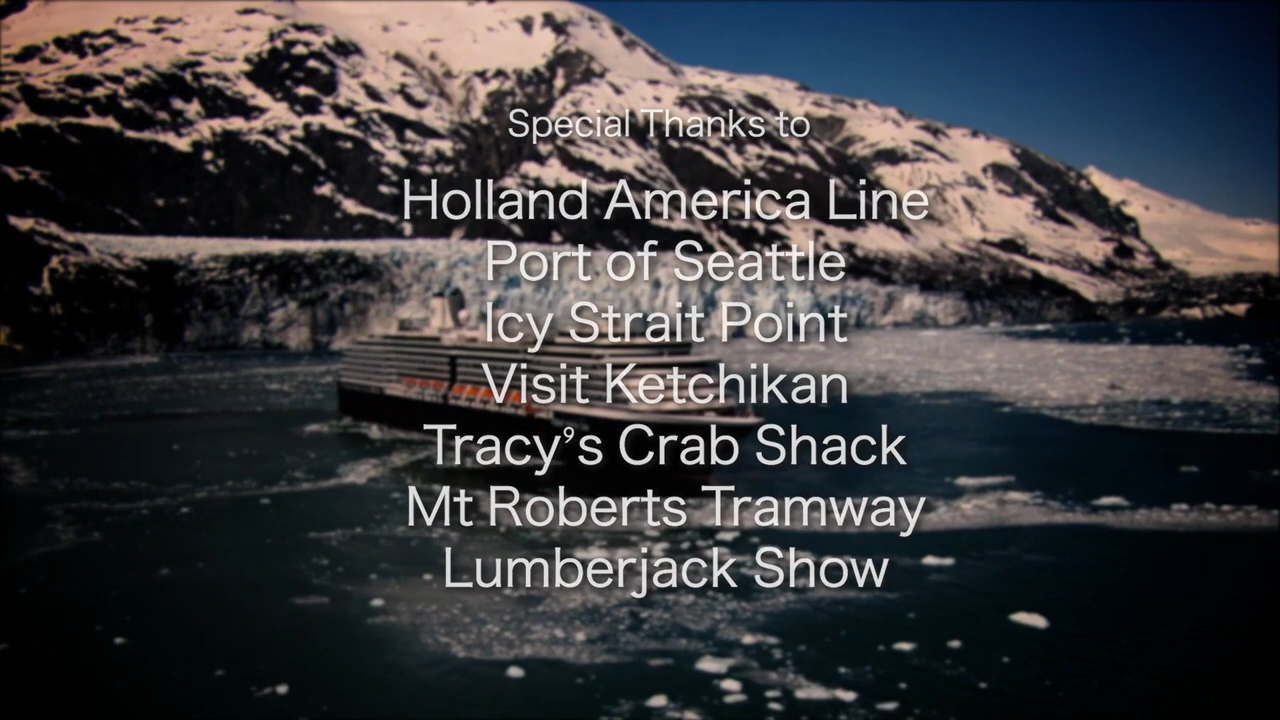 Special Thanks to
Holland America Line
Port of Seattle
Icy Strait Point
Visit Ketchikan
Tracy’s Crab Shack
Mt Roberts Tramway
Lumberjack Show